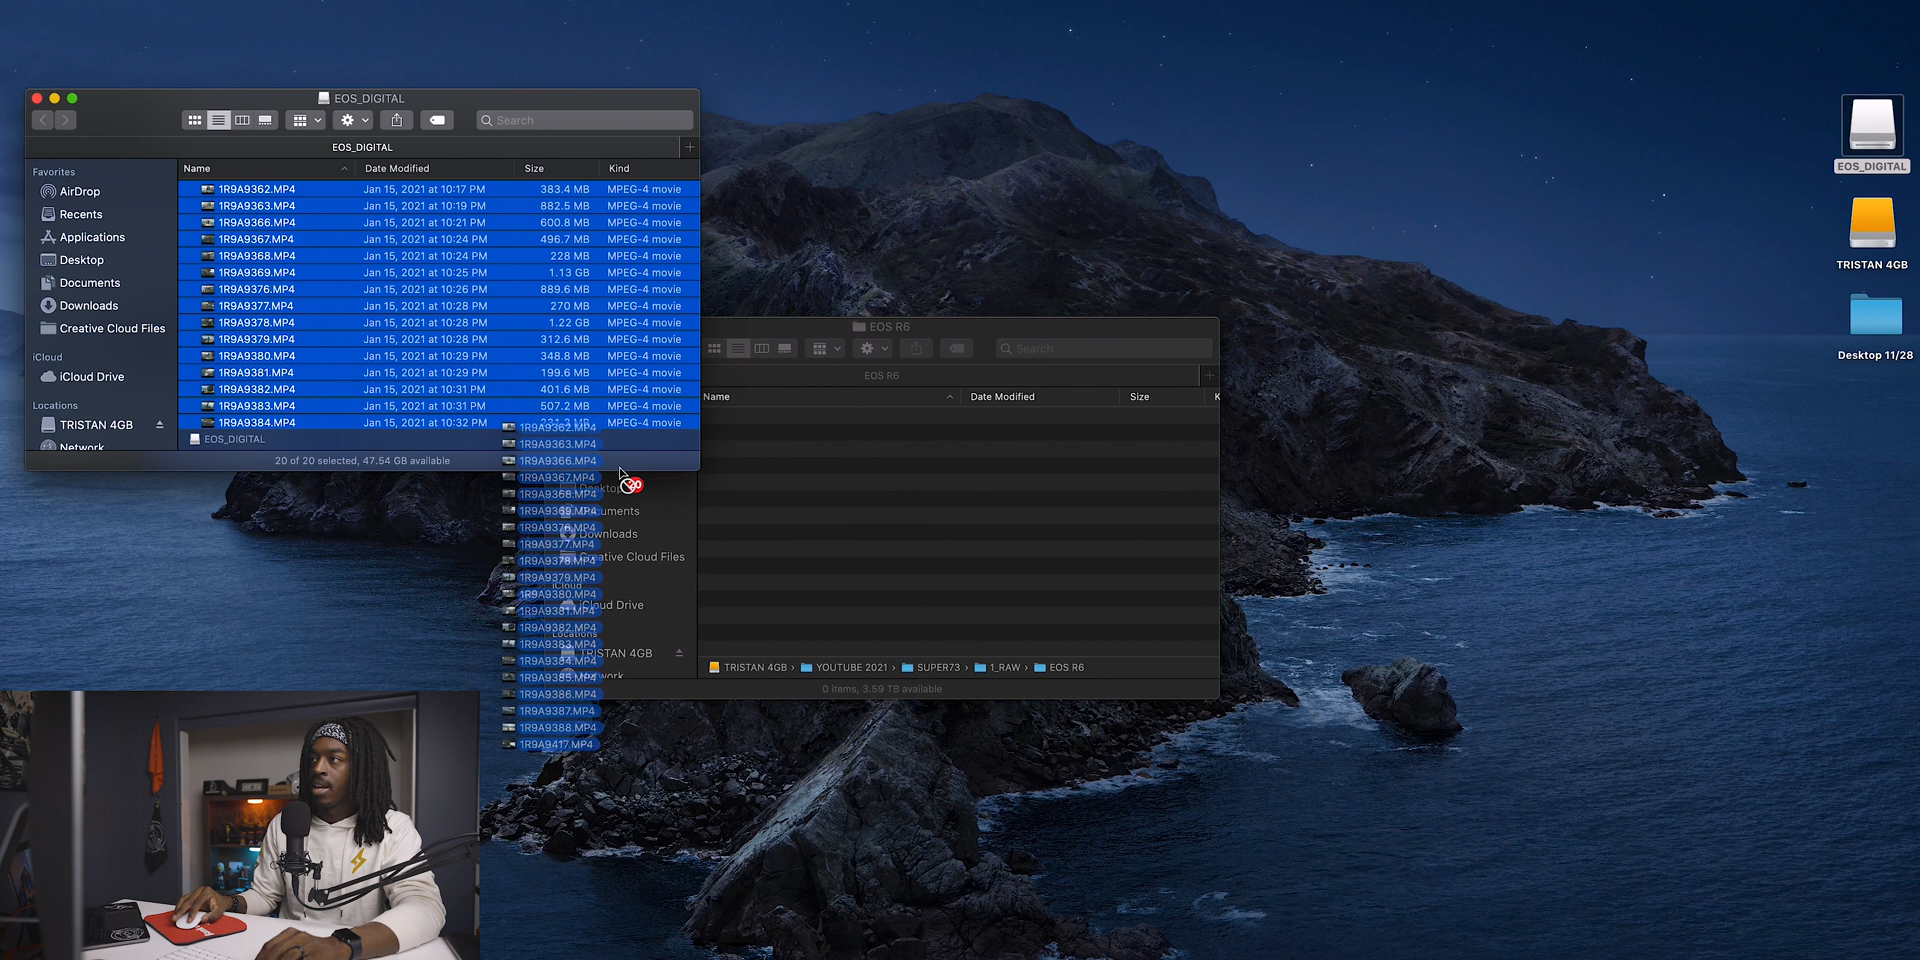 EOS_DIGITAL
Search
EOS_DIGITAL
Favorites
AirDrop
Recents
Applications
Desktop
Documents
Downloads
Creative Cloud Files
iCloud
iCloud Drive
Locations
TRISTAN 4GB
Network
Name Date Modified Size Kind
1R9A9362.MP4 Jan 15, 2021 at 10:17 PM 383.4 MB MPEG-4 movie
1R9A9363.MP4 Jan 15, 2021 at 10:19 PM 882.5 MB MPEG-4 movie
1R9A9366.MP4 Jan 15, 2021 at 10:21 PM 600.8 MB MPEG-4 movie
1R9A9367.MP4 Jan 15, 2021 at 10:24 PM 496.7 MB MPEG-4 movie
1R9A9368.MP4 Jan 15, 2021 at 10:24 PM 228 MB MPEG-4 movie
1R9A9369.MP4 Jan 15, 2021 at 10:25 PM 1.13 GB MPEG-4 movie
1R9A9376.MP4 Jan 15, 2021 at 10:26 PM 889.6 MB MPEG-4 movie
1R9A9377.MP4 Jan 15, 2021 at 10:28 PM 270 MB MPEG-4 movie
1R9A9378.MP4 Jan 15, 2021 at 10:28 PM 1.22 GB MPEG-4 movie
1R9A9379.MP4 Jan 15, 2021 at 10:28 PM 312.6 MB MPEG-4 movie
1R9A9380.MP4 Jan 15, 2021 at 10:29 PM 348.8 MB MPEG-4 movie
1R9A9381.MP4 Jan 15, 2021 at 10:29 PM 199.6 MB MPEG-4 movie
1R9A9382.MP4 Jan 15, 2021 at 10:31 PM 401.6 MB MPEG-4 movie
1R9A9383.MP4 Jan 15, 2021 at 10:31 PM 507.2 MB MPEG-4 movie
1R9A9384.MP4 Jan 15, 2021 at 10:32 PM MPEG-4 movie
EOS_DIGITAL
20 of 20 selected, 47.54 GB available
1R9A9362.MP4
1R9A9363.MP4
1R9A9366.MP4
1R9A9367.MP4
1R9A9368.MP4
1R9A9369.MP4
1R9A9376.MP4
1R9A9377.MP4
1R9A9378.MP4
1R9A9379.MP4
1R9A9380.MP4
1R9A9381.MP4
1R9A9382.MP4
1R9A9383.MP4
1R9A9384.MP4
1R9A9385.MP4
1R9A9386.MP4
1R9A9387.MP4
1R9A9388.MP4
1R9A9417.MP4
EOS R6
Search
EOS R6
Name Date Modified Size K
Desktop
Documents
Downloads
Creative Cloud Files
iCloud
iCloud Drive
Locations
TRISTAN 4GB
TRISTAN 4GB › YOUTUBE 2021 › SUPER73 › 1_RAW › EOS R6
0 items, 3.59 TB available
EOS_DIGITAL
TRISTAN 4GB
Desktop 11/28